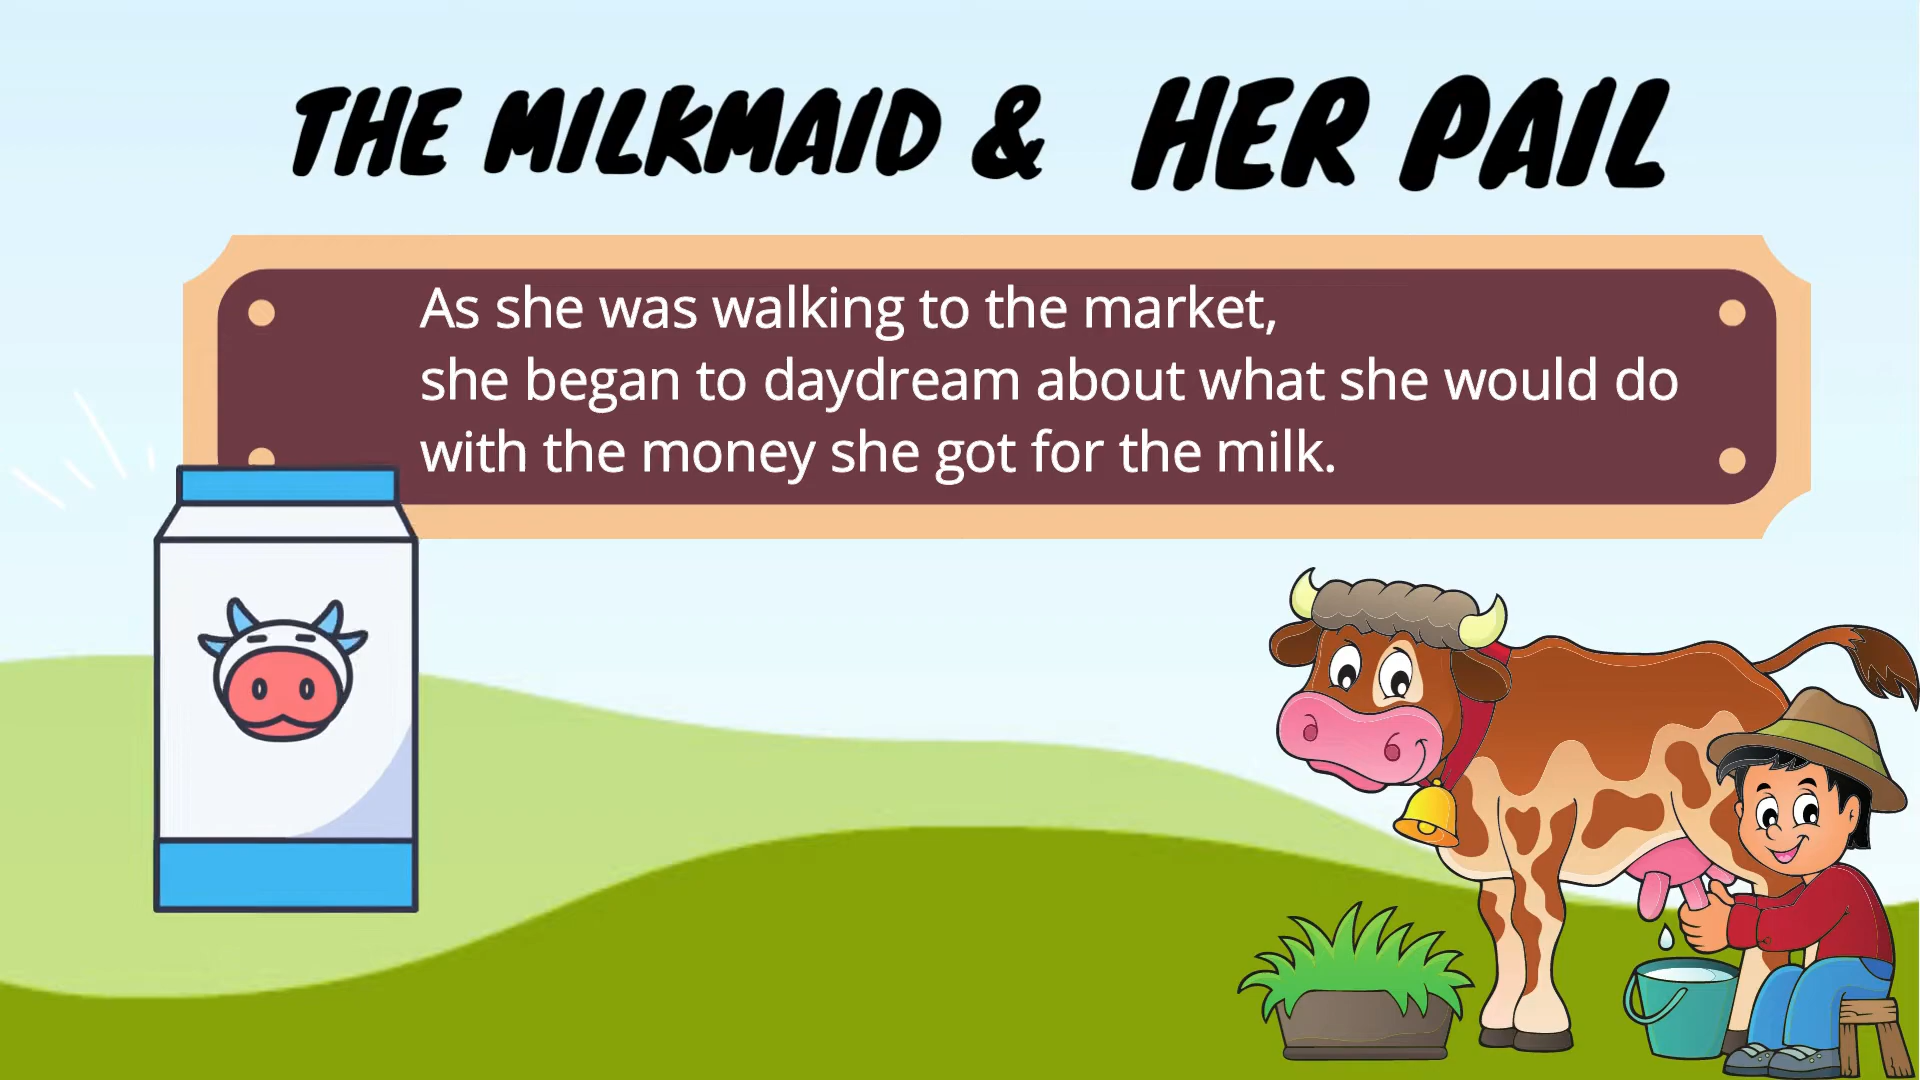 THE MILKMAID & HER PAIL
As she was walking to the market,
she began to daydream about what she would do
with the money she got for the milk.